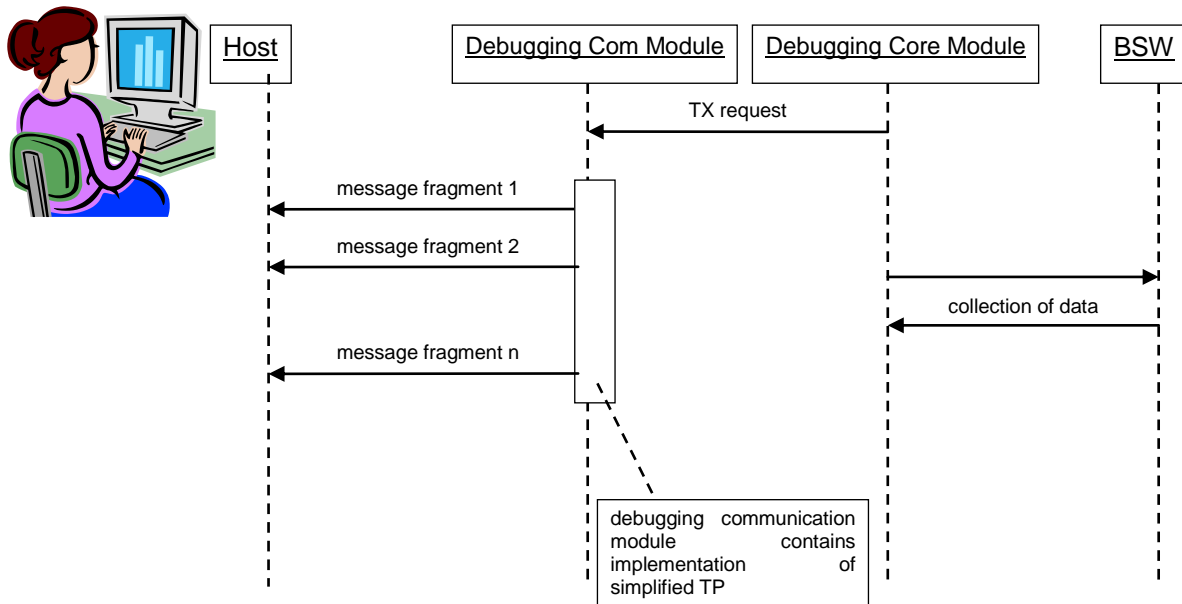 Host
Debugging Com Module
Debugging Core Module
BSW
TX request
message fragment 1
message fragment 2
collection of data
message fragment n
debugging communication
module contains
implementation of
simplified TP